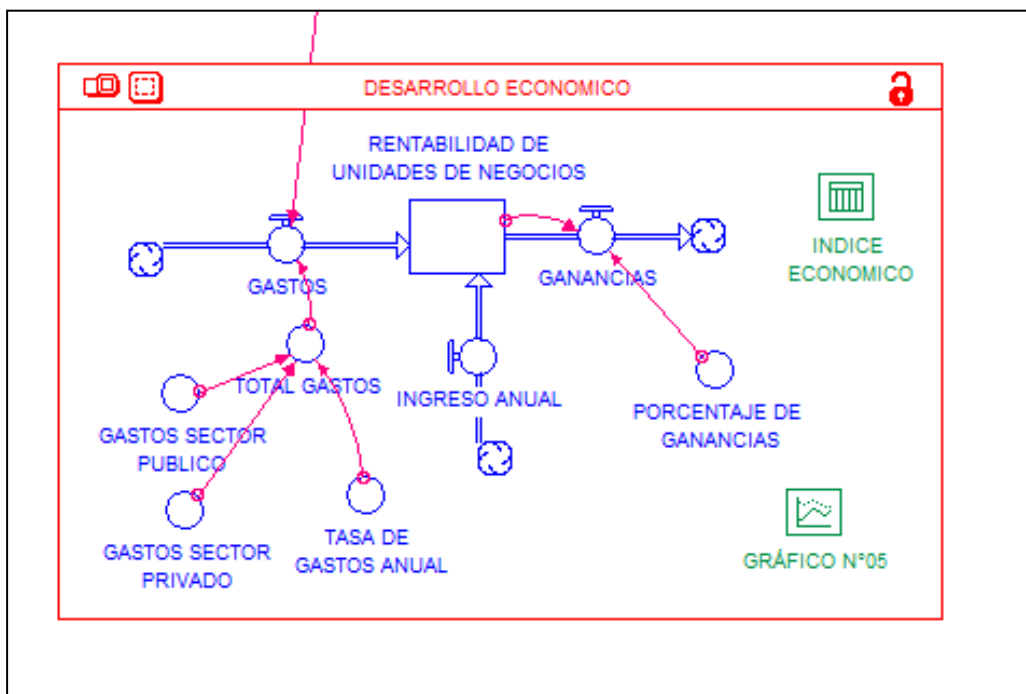 DESARROLLO ECONOMICO
RENTABILIDAD DE
UNIDADES DE NEGOCIOS
INDICE
ECONOMICO
GASTOS
GANANCIAS
TOTAL GASTOS
INGRESO ANUAL
PORCENTAJE DE
GANANCIAS
GASTOS SECTOR
PUBLICO
TASA DE
GASTOS ANUAL
GASTOS SECTOR
PRIVADO
GRÁFICO N°05